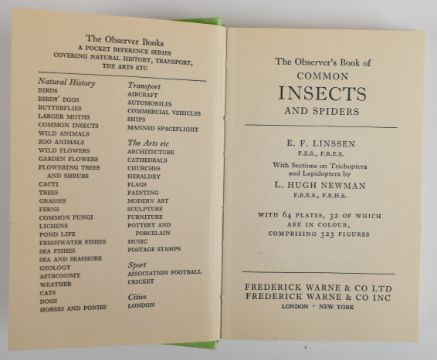 The Observer Books
A POCKET REFERENCE SERIES
COVERING NATURAL HISTORY, TRANSPORT,
THE ARTS ETC
Natural History
BIRDS
BIRDS' EGGS
BUTTERFLIES
LARGER MOTHS
COMMON INSECTS
WILD ANIMALS
ZOO ANIMALS
WILD FLOWERS
GARDEN FLOWERS
FLOWERING TREES
AND SHRUBS
CACTI
TREES
GRASSES
FERNS
COMMON FUNGI
LICHENS
POND LIFE
FRESHWATER FISHES
SEA FISHES
SEA AND SEASHORE
GEOLOGY
ASTRONOMY
WEATHER
CATS
DOGS
HORSES AND PONIES
Transport
AIRCRAFT
AUTOMOBILES
COMMERCIAL VEHICLES
SHIPS
MANNED SPACEFLIGHT
The Arts etc
ARCHITECTURE
CATHEDRALS
CHURCHES
HERALDRY
FLAGS
PAINTING
MODERN ART
SCULPTURE
FURNITURE
POTTERY AND
PORCELAIN
MUSIC
POSTAGE STAMPS
Sport
ASSOCIATION FOOTBALL
CRICKET
Cities
LONDON
The Observer's Book of
COMMON
INSECTS
AND SPIDERS
E. F. LINSSEN
F.Z.S., F.R.E.S.
With Sections on Trichoptera
and Lepidoptera by
L. HUGH NEWMAN
F.R.E.S., F.R.H.S.
WITH 64 PLATES, 32 OF WHICH
ARE IN COLOUR,
COMPRISING 323 FIGURES
FREDERICK WARNE & CO LTD
FREDERICK WARNE & CO INC
LONDON · NEW YORK